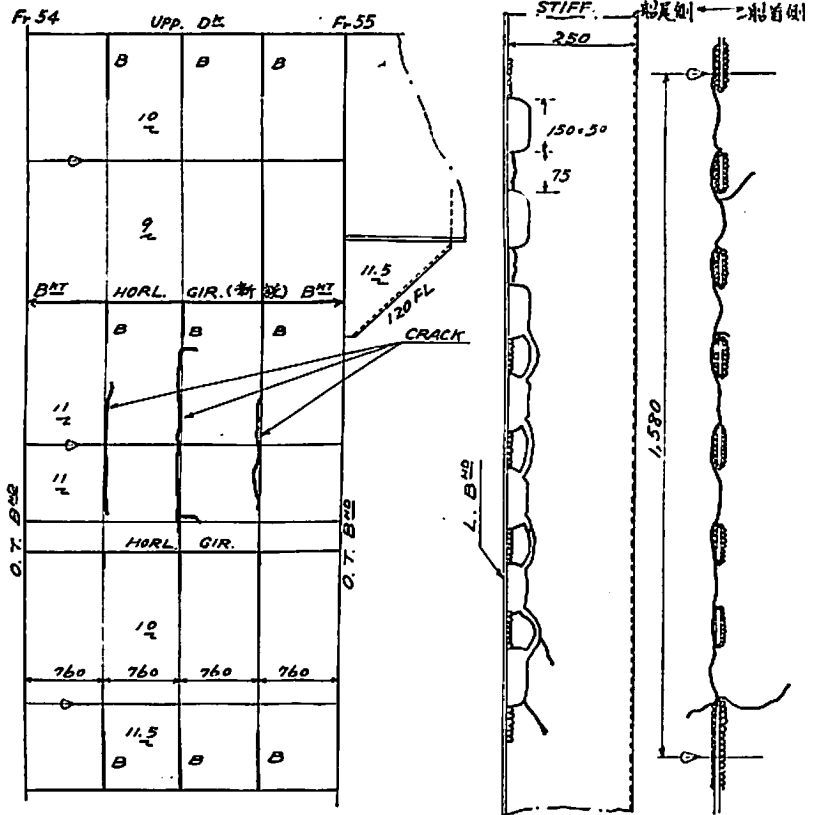 Fr 54
UPP. Dk
Fr 55
B
B
B
10
9
11.5
120 FL
BKT
HORL. GIR. (新設)
BKT
B
B
B
CRACK
11
11
O.T. BHD
O.T. BHD
HORL. GIR.
10
760
760
760
760
11.5
B
B
B
STIFF.
250
150×50
75
L. BHD
船尾側
船首側
1,580